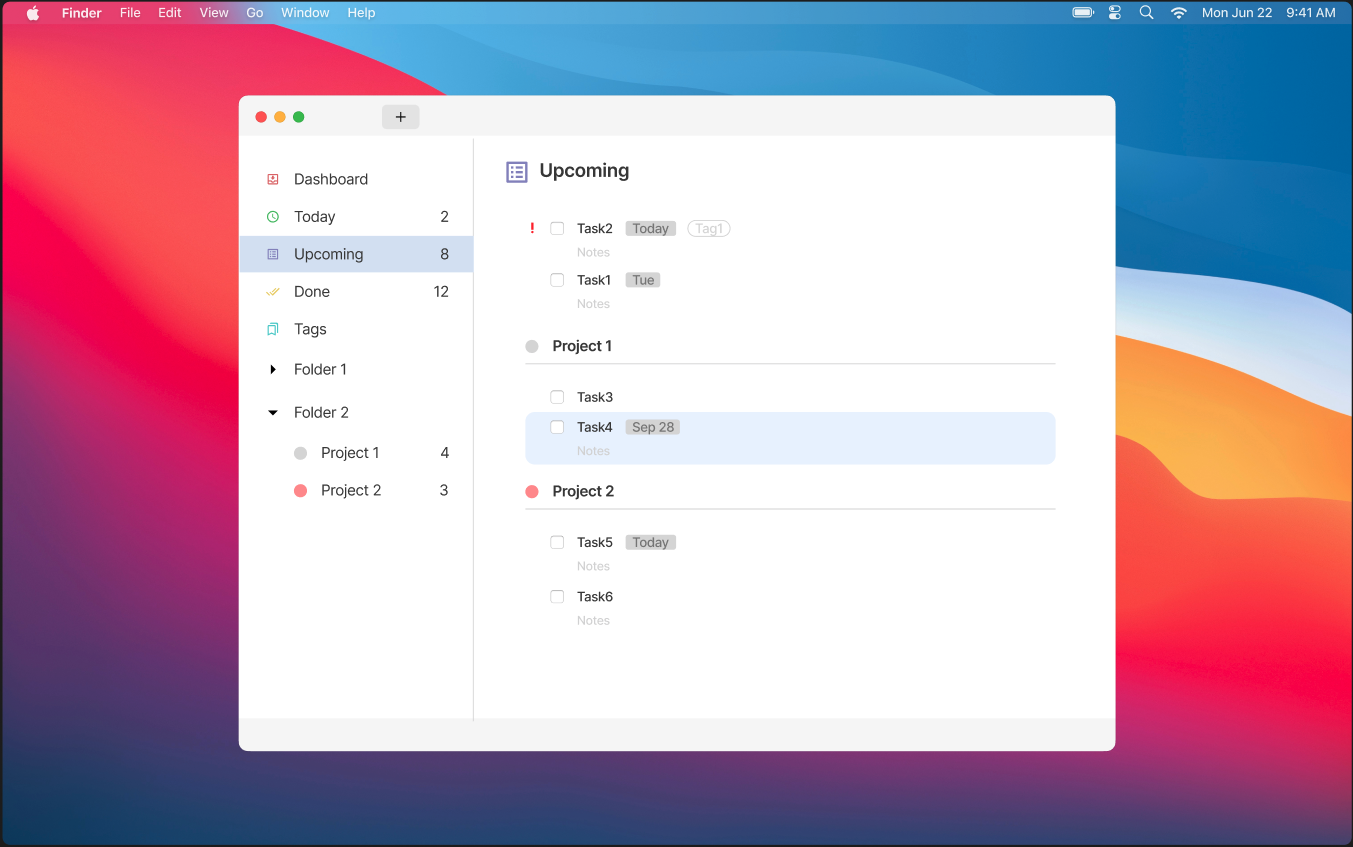 Finder File Edit View Go Window Help Mon Jun 22 9:41 AM
+
Dashboard
Today 2
Upcoming 8
Done 12
Tags
Folder 1
Folder 2
Project 1 4
Project 2 3
Upcoming
! Task2 Today Tag1
Notes
Task1 Tue
Notes
Project 1
Task3
Task4 Sep 28
Notes
Project 2
Task5 Today
Notes
Task6
Notes